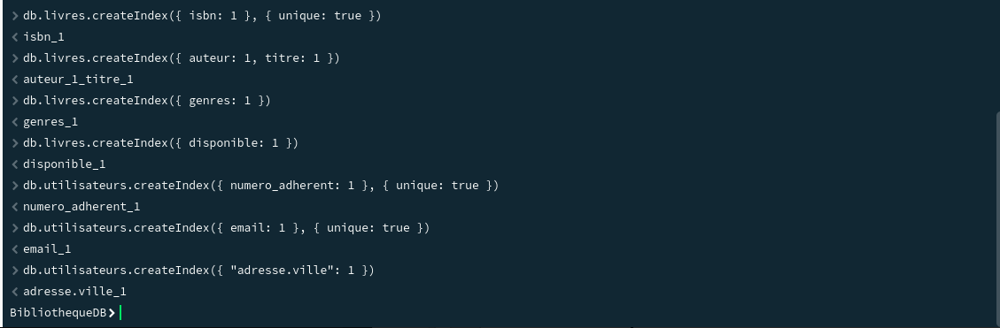 > db.livres.createIndex({ isbn: 1 }, { unique: true })
< isbn_1
> db.livres.createIndex({ auteur: 1, titre: 1 })
< auteur_1_titre_1
> db.livres.createIndex({ genres: 1 })
< genres_1
> db.livres.createIndex({ disponible: 1 })
< disponible_1
> db.utilisateurs.createIndex({ numero_adherent: 1 }, { unique: true })
< numero_adherent_1
> db.utilisateurs.createIndex({ email: 1 }, { unique: true })
< email_1
> db.utilisateurs.createIndex({ "adresse.ville": 1 })
< adresse.ville_1
BibliothequeDB>